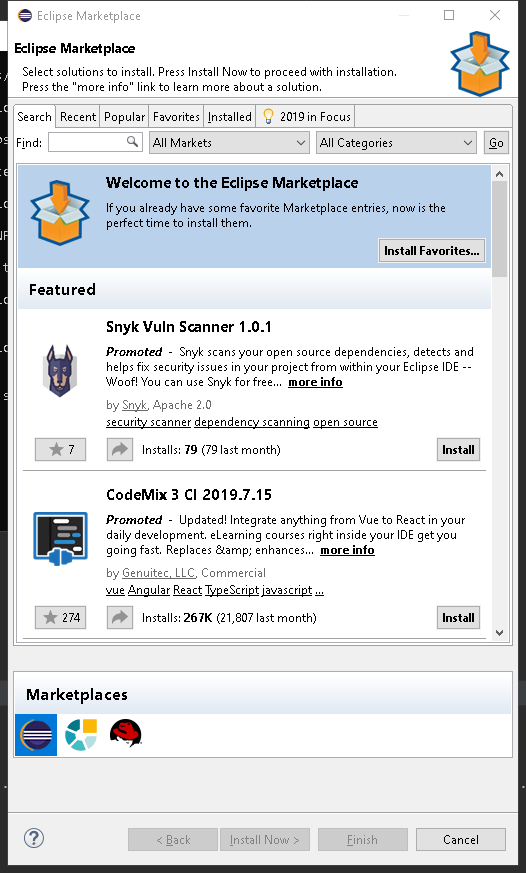 Eclipse Marketplace
Eclipse Marketplace
Select solutions to install. Press Install Now to proceed with installation.
Press the "more info" link to learn more about a solution.
Search Recent Popular Favorites Installed 2019 in Focus
Find: All Markets All Categories Go
Welcome to the Eclipse Marketplace
If you already have some favorite Marketplace entries, now is the
perfect time to install them.
Install Favorites...
Featured
Snyk Vuln Scanner 1.0.1
Promoted - Snyk scans your open source dependencies, detects and
helps fix security issues in your project from within your Eclipse IDE --
Woof! You can use Snyk for free... more info
by Snyk, Apache 2.0
security scanner dependency scanning open source
7 Installs: 79 (79 last month) Install
CodeMix 3 CI 2019.7.15
Promoted - Updated! Integrate anything from Vue to React in your
daily development. eLearning courses right inside your IDE get you
going fast. Replaces &amp; enhances... more info
by Genuitec, LLC, Commercial
vue Angular React TypeScript javascript ...
274 Installs: 267K (21,807 last month) Install
Marketplaces
? < Back Install Now > Finish Cancel